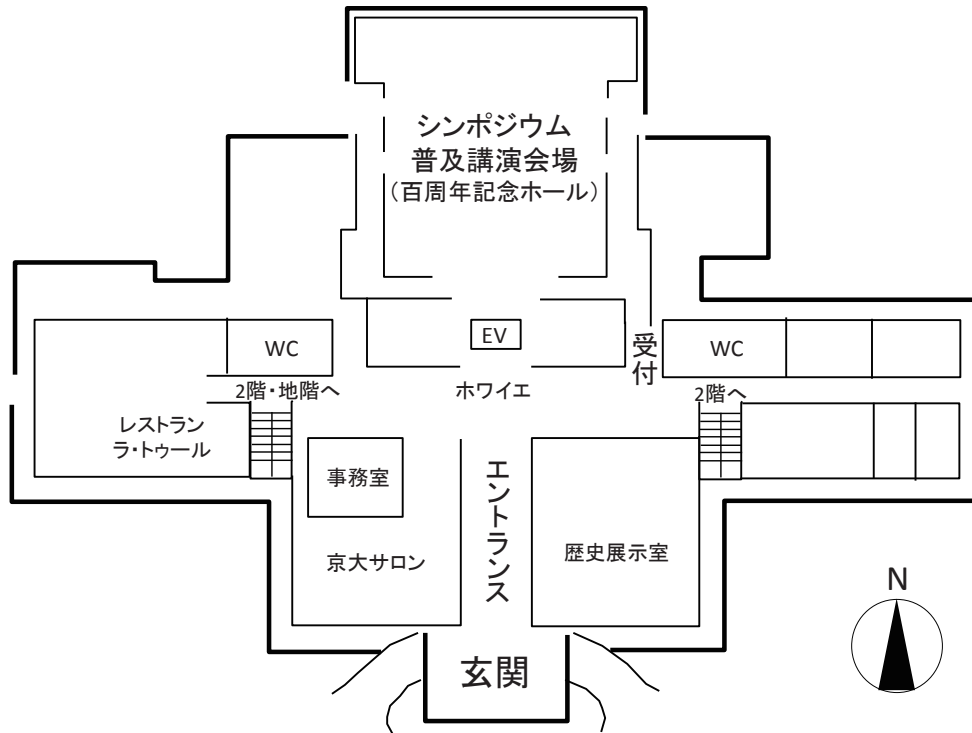 シンポジウム
普及講演会場
（百周年記念ホール）
EV
WC
受付
WC
2階・地階へ
ホワイエ
2階へ
レストラン
ラ・トゥール
事務室
エントランス
京大サロン
歴史展示室
N
玄関